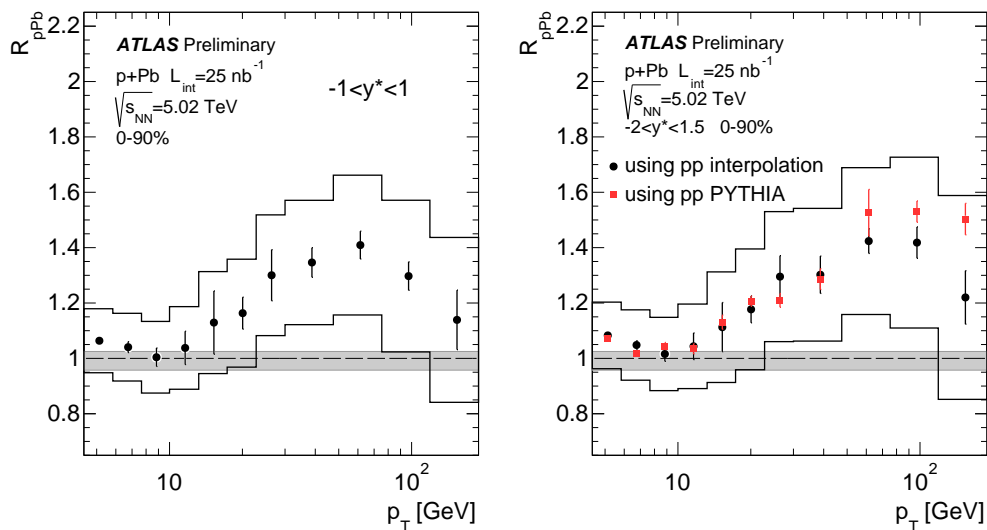 R_pPb
2.2
2
1.8
1.6
1.4
1.2
1
0.8
ATLAS Preliminary
p+Pb L_int=25 nb^-1
√s_NN=5.02 TeV
0-90%
-1<y*<1
10
10^2
p_T [GeV]
R_pPb
2.2
2
1.8
1.6
1.4
1.2
1
0.8
ATLAS Preliminary
p+Pb L_int=25 nb^-1
√s_NN=5.02 TeV
-2<y*<1.5 0-90%
using pp interpolation
using pp PYTHIA
10
10^2
p_T [GeV]